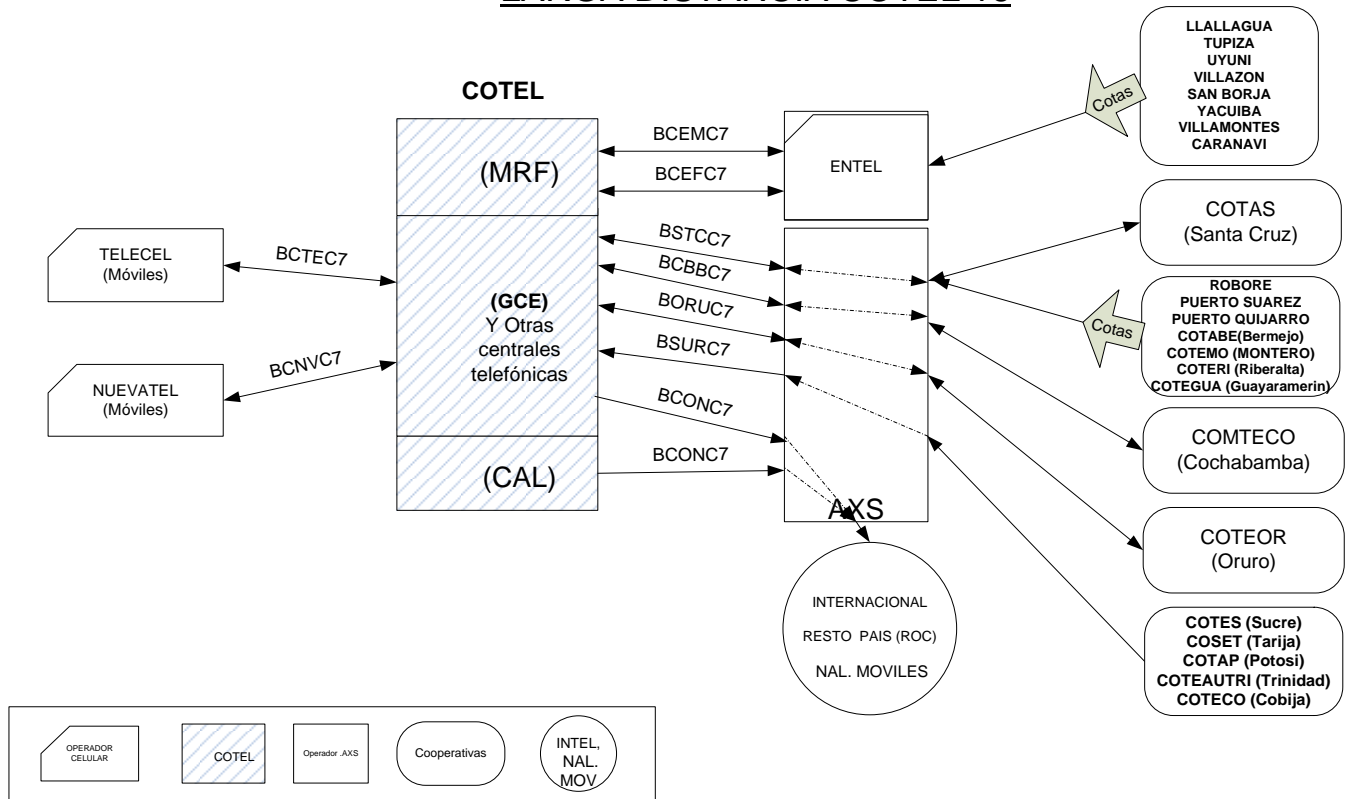 COTEL
(MRF)
(GCE)
Y Otras
centrales
telefónicas
(CAL)
TELECEL
(Móviles)
NUEVATEL
(Móviles)
BCTEC7
BCNVC7
BCEMC7
BCEFC7
BSTCC7
BCBBC7
BORUC7
BSURC7
BCONC7
BCONC7
ENTEL
AXS
INTERNACIONAL
RESTO PAIS (ROC)
NAL. MOVILES
Cotas
LLALLAGUA
TUPIZA
UYUNI
VILLAZON
SAN BORJA
YACUIBA
VILLAMONTES
CARANAVI
COTAS
(Santa Cruz)
Cotas
ROBORE
PUERTO SUAREZ
PUERTO QUIJARRO
COTABE(Bermejo)
COTEMO (MONTERO)
COTERI (Riberalta)
COTEGUA (Guayaramerin)
COMTECO
(Cochabamba)
COTEOR
(Oruro)
COTES (Sucre)
COSET (Tarija)
COTAP (Potosi)
COTEAUTRI (Trinidad)
COTECO (Cobija)
OPERADOR
CELULAR
COTEL
Operador .AXS
Cooperativas
INTEL,
NAL.
MOV